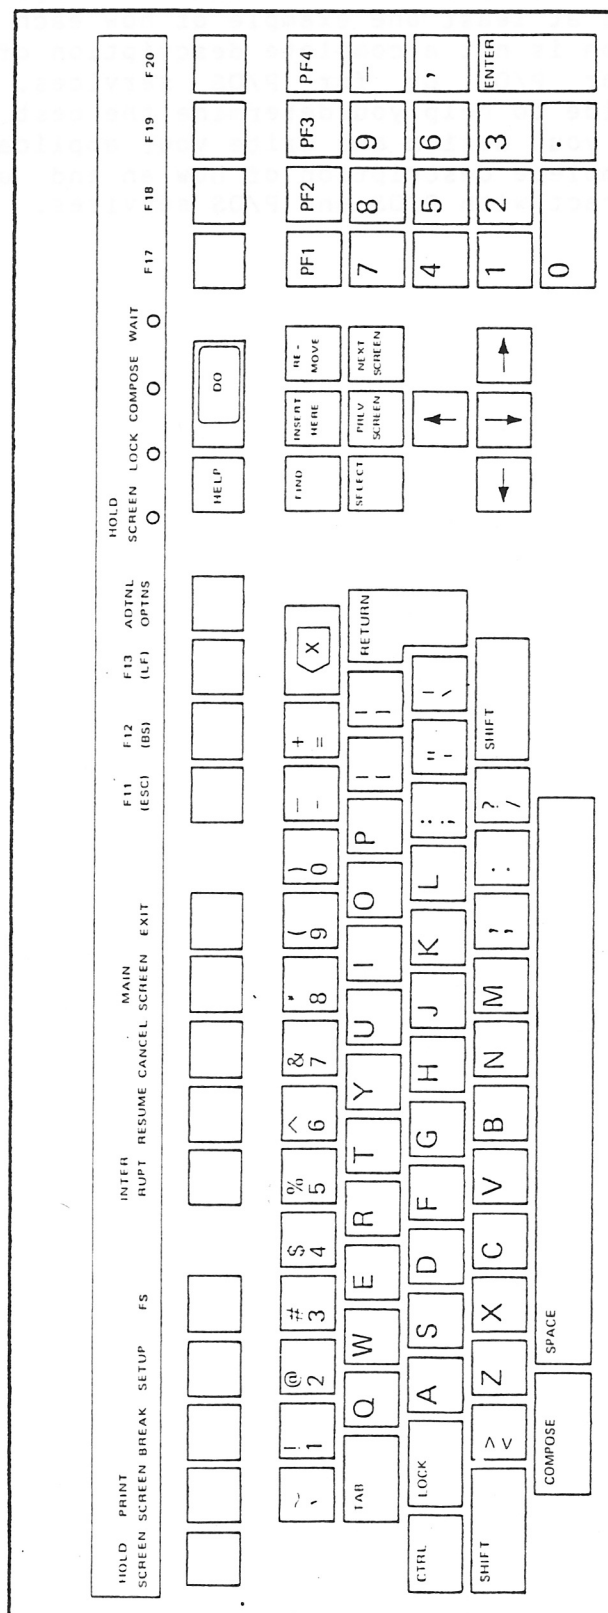 HOLD SCREEN
PRINT SCREEN
BREAK
SETUP
FS
INTER RUPT
RESUME
CANCEL
MAIN SCREEN
EXIT
F11 (ESC)
F12 (BS)
F13 (LF)
ADTNL OPTNS
HOLD SCREEN
LOCK
COMPOSE
WAIT
F17
F18
F19
F20
HELP
DO
~ `
! 1
@ 2
# 3
$ 4
% 5
^ 6
& 7
* 8
( 9
) 0
— -
+ =
X
FIND
INSERT HERE
RE-MOVE
PF1
PF2
PF3
PF4
TAB
Q
W
E
R
T
Y
U
I
O
P
RETURN
SELECT
PREV SCREEN
NEXT SCREEN
7
8
9
–
CTRL
LOCK
A
S
D
F
G
H
J
K
L
: ;
" '
| \
↑
4
5
6
,
SHIFT
> <
Z
X
C
V
B
N
M
,
.
? /
SHIFT
←
↓
→
1
2
3
ENTER
COMPOSE
SPACE
0
.